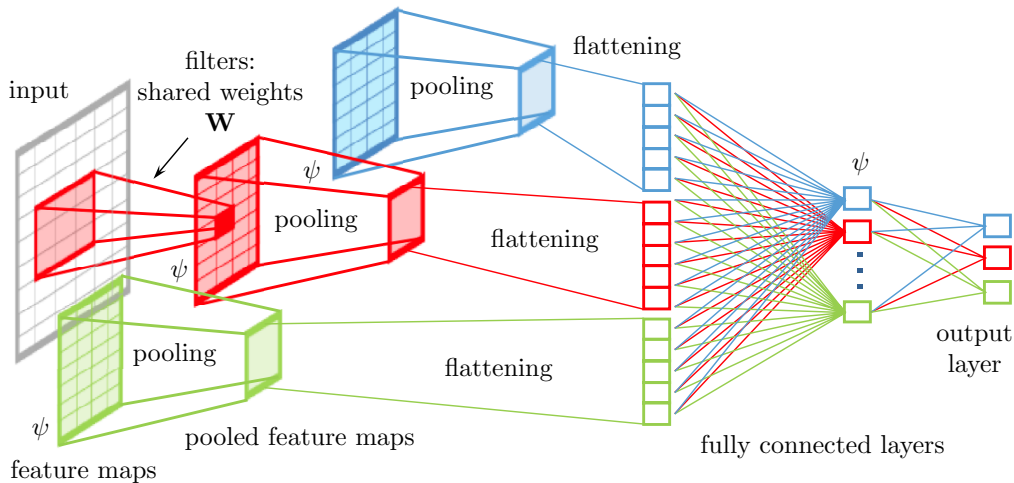 flattening
filters:
input
shared weights
pooling
W
ψ
ψ
pooling
flattening
ψ
pooling
flattening
output
layer
ψ
pooled feature maps
fully connected layers
feature maps